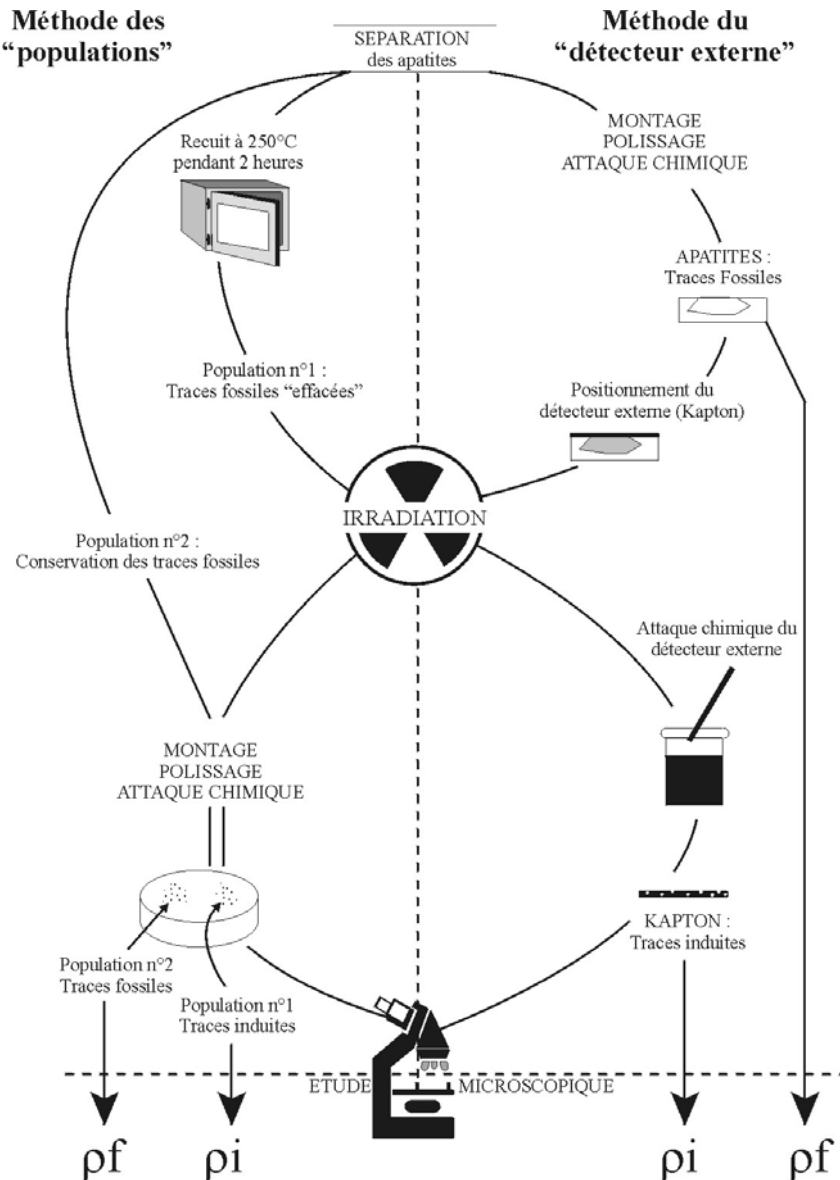 Méthode des
“populations”
SEPARATION
des apatites
Méthode du
“détecteur externe”
Recuit à 250°C
pendant 2 heures
MONTAGE
POLISSAGE
ATTAQUE CHIMIQUE
APATITES :
Traces Fossiles
Population n°1 :
Traces fossiles “effacées”
Positionnement du
détecteur externe (Kapton)
IRRADIATION
Population n°2 :
Conservation des traces fossiles
Attaque chimique du
détecteur externe
MONTAGE
POLISSAGE
ATTAQUE CHIMIQUE
KAPTON :
Traces induites
Population n°2
Traces fossiles
Population n°1
Traces induites
ETUDE MICROSCOPIQUE
ρf ρi ρi ρf